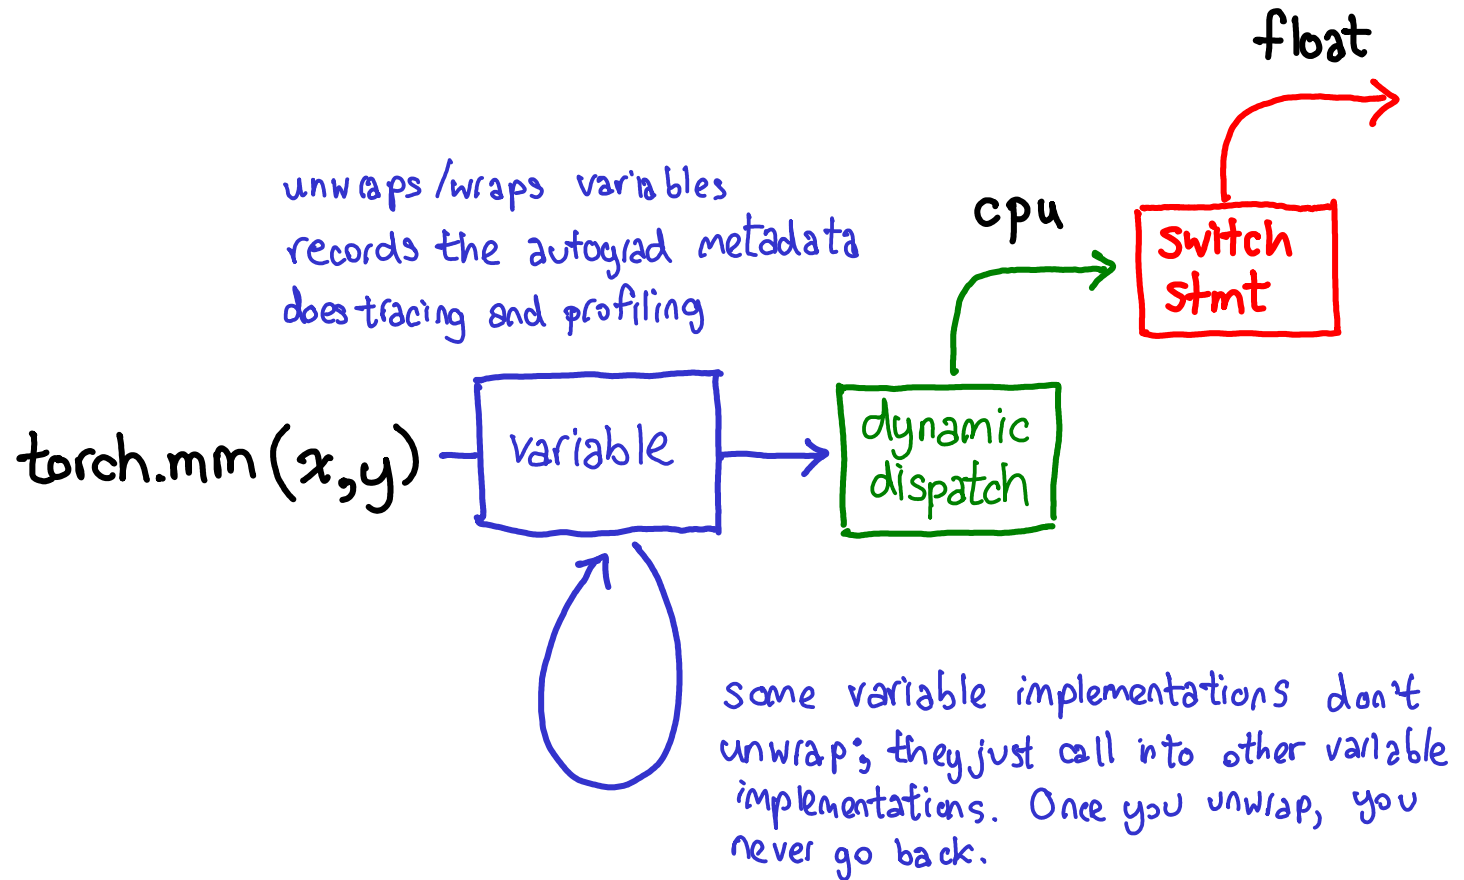 float
unwraps/wraps variables
records the autograd metadata
does tracing and profiling
cpu
switch
stmt
torch.mm(x,y)
variable
dynamic
dispatch
some variable implementations don't
unwrap; they just call into other variable
implementations. Once you unwrap, you
never go back.